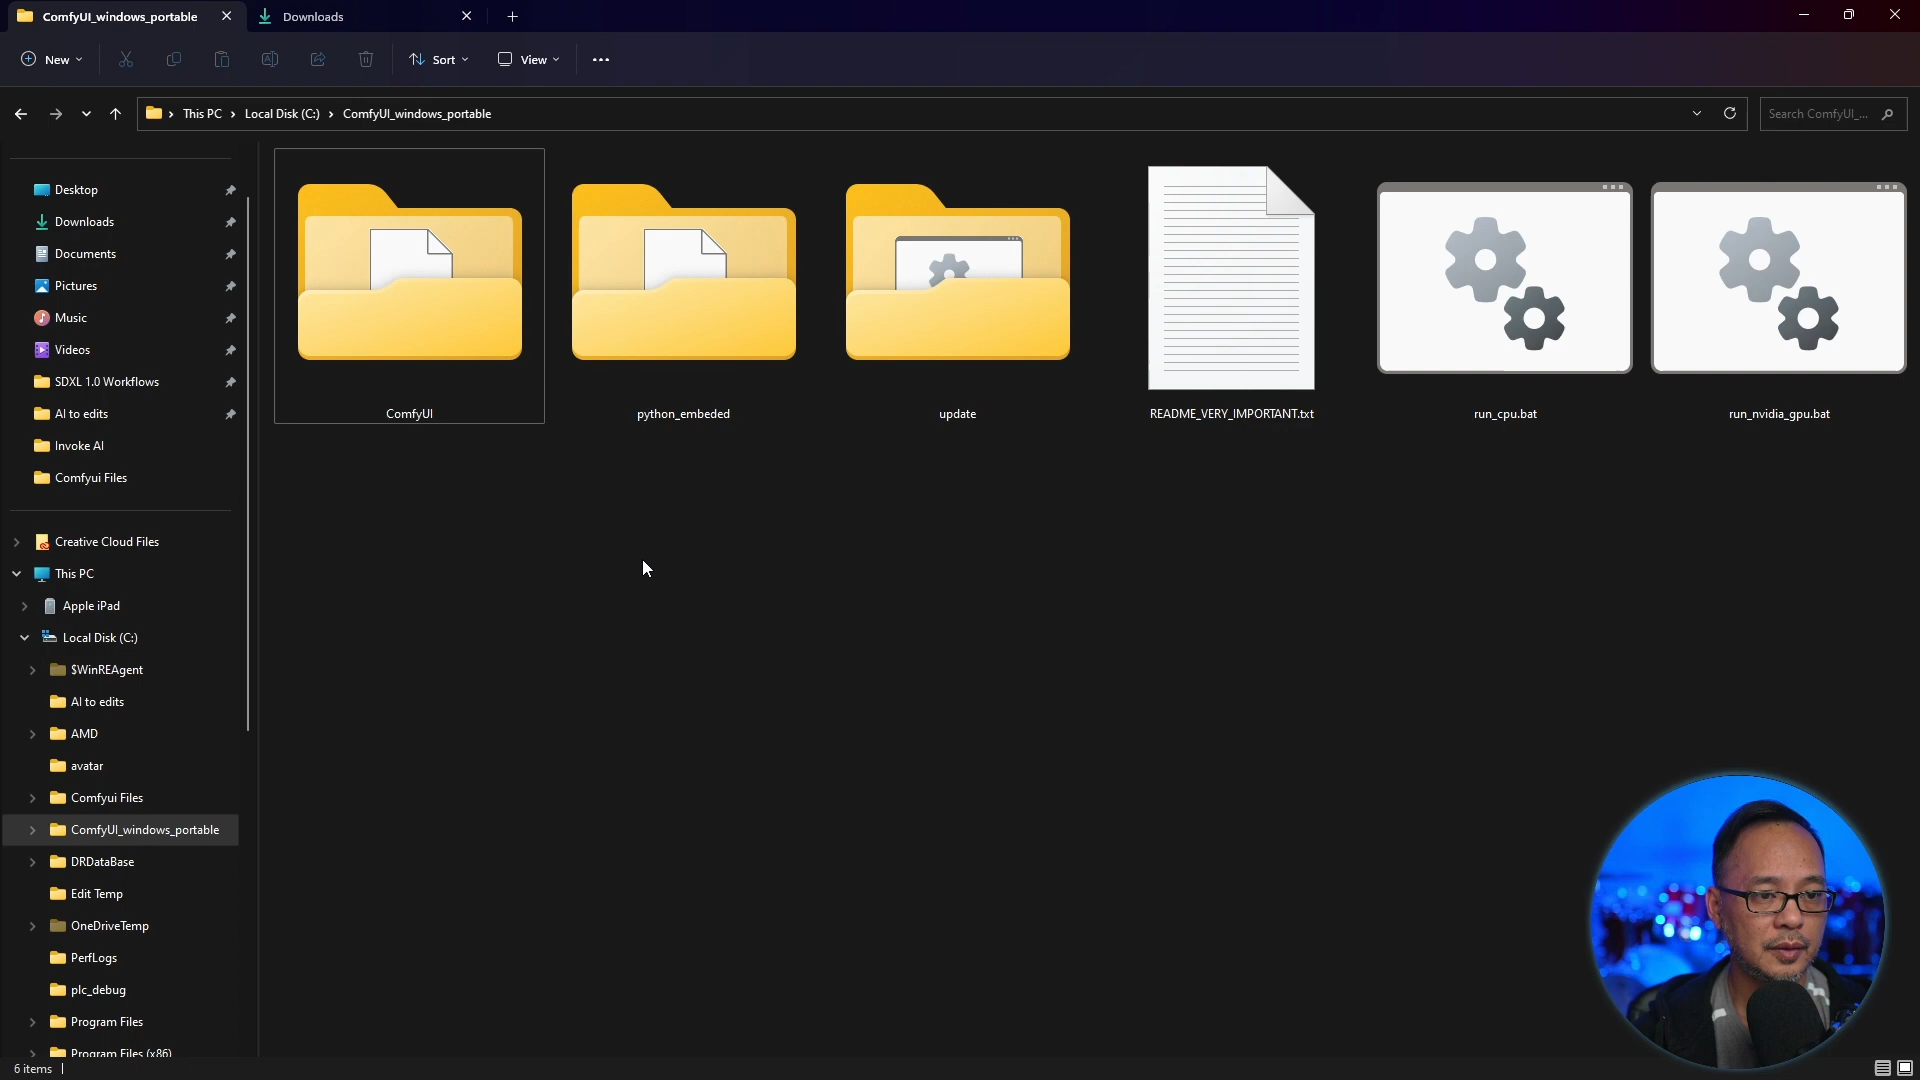 ComfyUI_windows_portable
Downloads
New
Sort
View
This PC
Local Disk (C:)
ComfyUI_windows_portable
Search ComfyUI_...
Desktop
Downloads
Documents
Pictures
Music
Videos
SDXL 1.0 Workflows
AI to edits
Invoke AI
Comfyui Files
Creative Cloud Files
This PC
Apple iPad
Local Disk (C:)
$WinREAgent
AI to edits
AMD
avatar
Comfyui Files
ComfyUI_windows_portable
DRDataBase
Edit Temp
OneDriveTemp
PerfLogs
plc_debug
Program Files
Program Files (x86)
ComfyUI
python_embeded
update
README_VERY_IMPORTANT.txt
run_cpu.bat
run_nvidia_gpu.bat
6 items